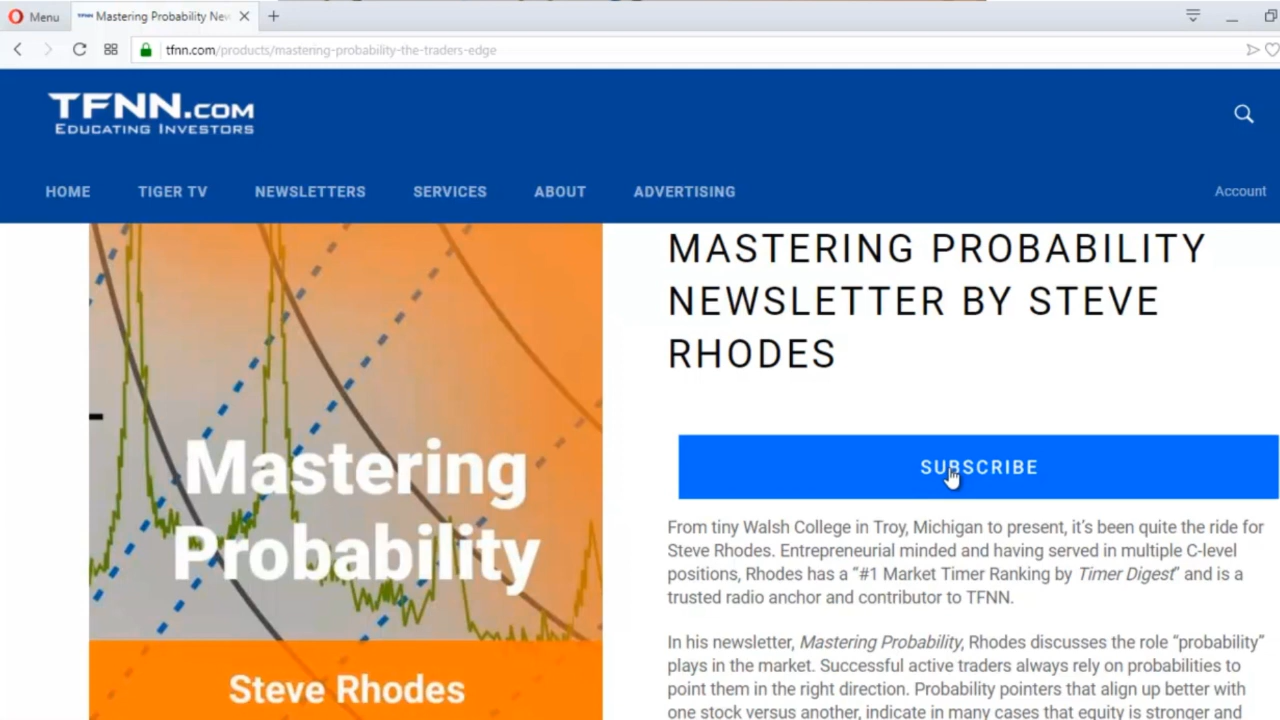 Menu
Mastering Probability New
tfnn.com/products/mastering-probability-the-traders-edge
TFNN.COM
EDUCATING INVESTORS
HOME TIGER TV NEWSLETTERS SERVICES ABOUT ADVERTISING Account
Mastering
Probability
Steve Rhodes
MASTERING PROBABILITY
NEWSLETTER BY STEVE
RHODES
SUBSCRIBE
From tiny Walsh College in Troy, Michigan to present, it's been quite the ride for
Steve Rhodes. Entrepreneurial minded and having served in multiple C-level
positions, Rhodes has a “#1 Market Timer Ranking by Timer Digest” and is a
trusted radio anchor and contributor to TFNN.
In his newsletter, Mastering Probability, Rhodes discusses the role “probability”
plays in the market. Successful active traders always rely on probabilities to
point them in the right direction. Probability pointers that align up better with
one stock versus another, indicate in many cases that equity is stronger and